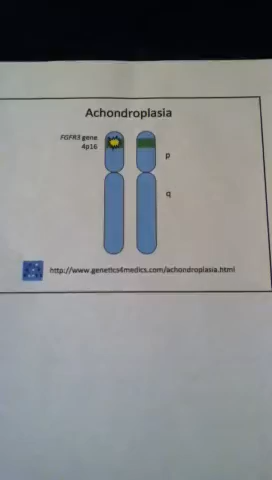 Achondroplasia
FGFR3 gene
4p16
p
q
http://www.genetics4medics.com/achondroplasia.html